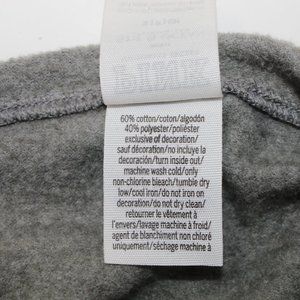 60% cotton/coton/algodón
40% polyester/poliéster
exclusive of decoration/
sauf décoration/no incluye la
decoración/turn inside out/
machine wash cold/only
non-chlorine bleach/tumble dry
low/cool iron/do not iron on
decoration/do not dry clean/
retourner le vêtement à
l'envers/lavage machine à froid/
agent de blanchiment non chloré
uniquement/séchage machine à